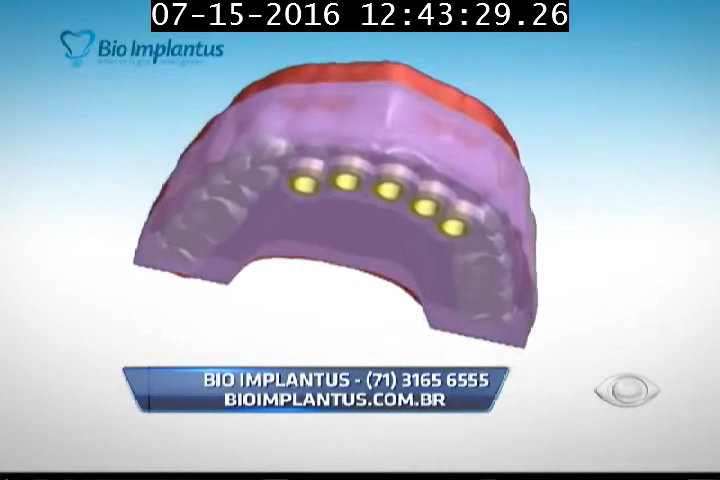 07-15-2016 12:43:29.26
Bio Implantus
BIO IMPLANTUS - (71) 3165 6555
BIOIMPLANTUS.COM.BR